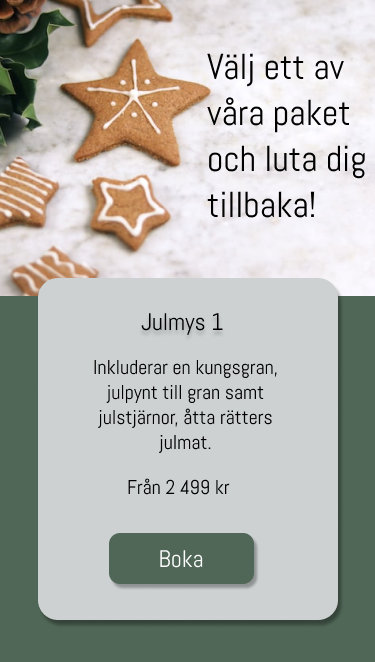 Välj ett av
våra paket
och luta dig
tillbaka!
Julmys 1
Inkluderar en kungsgran,
julpynt till gran samt
julstjärnor, åtta rätters
julmat.
Från 2 499 kr
Boka